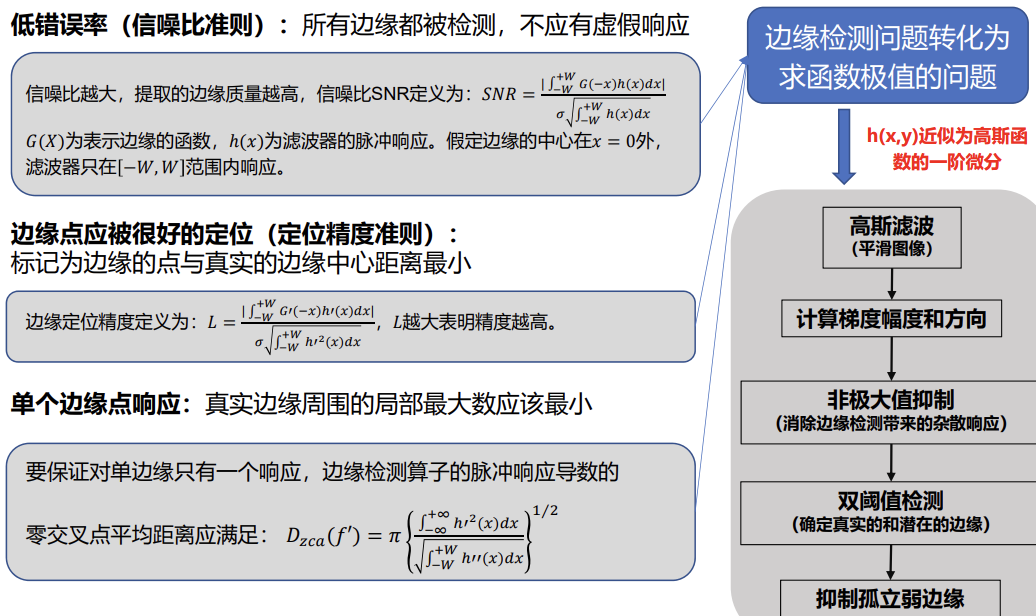 低错误率（信噪比准则）：所有边缘都被检测，不应有虚假响应
信噪比越大，提取的边缘质量越高，信噪比SNR定义为：$SNR = \frac{|\int_{-W}^{+W} G(-x)h(x)dx|}{\sigma\sqrt{\int_{-W}^{+W} h(x)dx}}$
G(X)为表示边缘的函数，h(x)为滤波器的脉冲响应。假定边缘的中心在x = 0外，
滤波器只在[−W, W]范围内响应。
边缘点应被很好的定位（定位精度准则）：
标记为边缘的点与真实的边缘中心距离最小
边缘定位精度定义为：$L = \frac{|\int_{-W}^{+W} G\prime(-x)h\prime(x)dx|}{\sigma\sqrt{\int_{-W}^{+W} h\prime^2(x)dx}}$，L越大表明精度越高。
单个边缘点响应：真实边缘周围的局部最大数应该最小
要保证对单边缘只有一个响应，边缘检测算子的脉冲响应导数的
零交叉点平均距离应满足：$D_{zca}(f') = \pi \left\{ \frac{\int_{-\infty}^{+\infty} h\prime^2(x)dx}{\sqrt{\int_{-W}^{+W} h\prime\prime(x)dx}} \right\}^{1/2}$
边缘检测问题转化为
求函数极值的问题
h(x,y)近似为高斯函
数的一阶微分
高斯滤波
（平滑图像）
计算梯度幅度和方向
非极大值抑制
（消除边缘检测带来的杂散响应）
双阈值检测
（确定真实的和潜在的边缘）
抑制孤立弱边缘